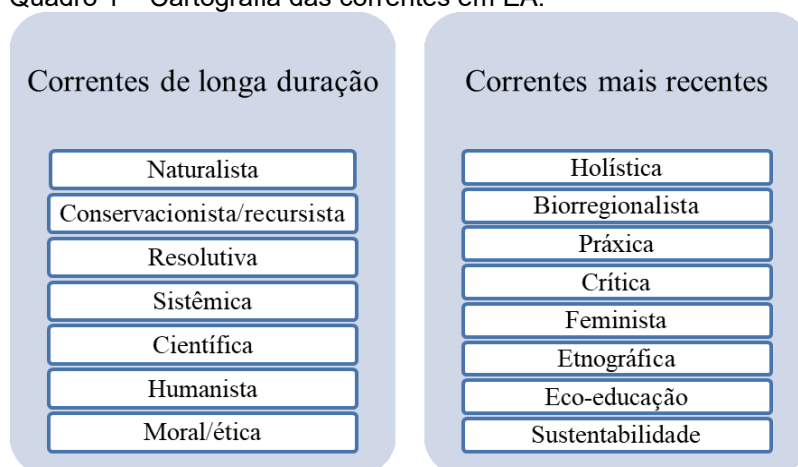 Quadro 1 – Cartografia das correntes em EA.
Correntes de longa duração
Naturalista
Conservacionista/recursista
Resolutiva
Sistêmica
Científica
Humanista
Moral/ética
Correntes mais recentes
Holística
Biorregionalista
Práxica
Crítica
Feminista
Etnográfica
Eco-educação
Sustentabilidade